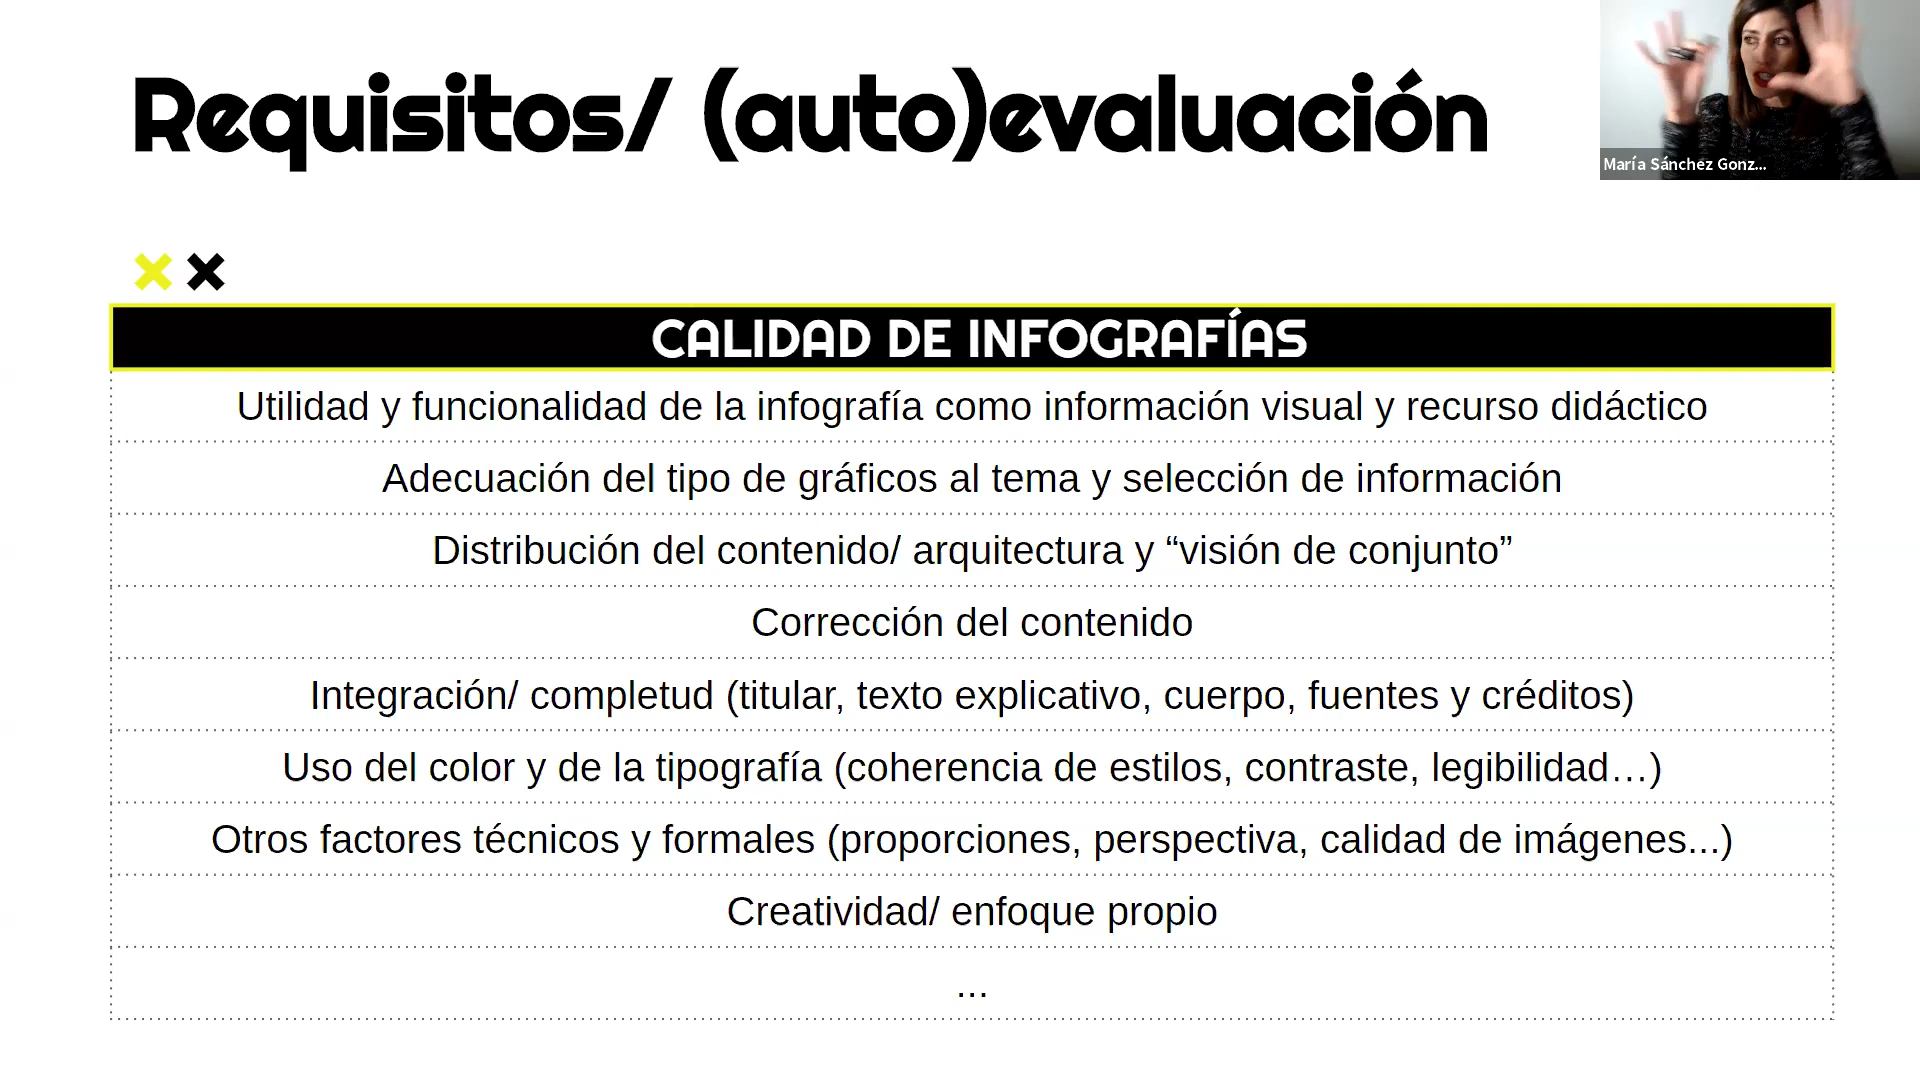 Requisitos/ (auto)evaluación
María Sánchez Gonz...
CALIDAD DE INFOGRAFÍAS
Utilidad y funcionalidad de la infografía como información visual y recurso didáctico
Adecuación del tipo de gráficos al tema y selección de información
Distribución del contenido/ arquitectura y “visión de conjunto”
Corrección del contenido
Integración/ completud (titular, texto explicativo, cuerpo, fuentes y créditos)
Uso del color y de la tipografía (coherencia de estilos, contraste, legibilidad…)
Otros factores técnicos y formales (proporciones, perspectiva, calidad de imágenes...)
Creatividad/ enfoque propio
...